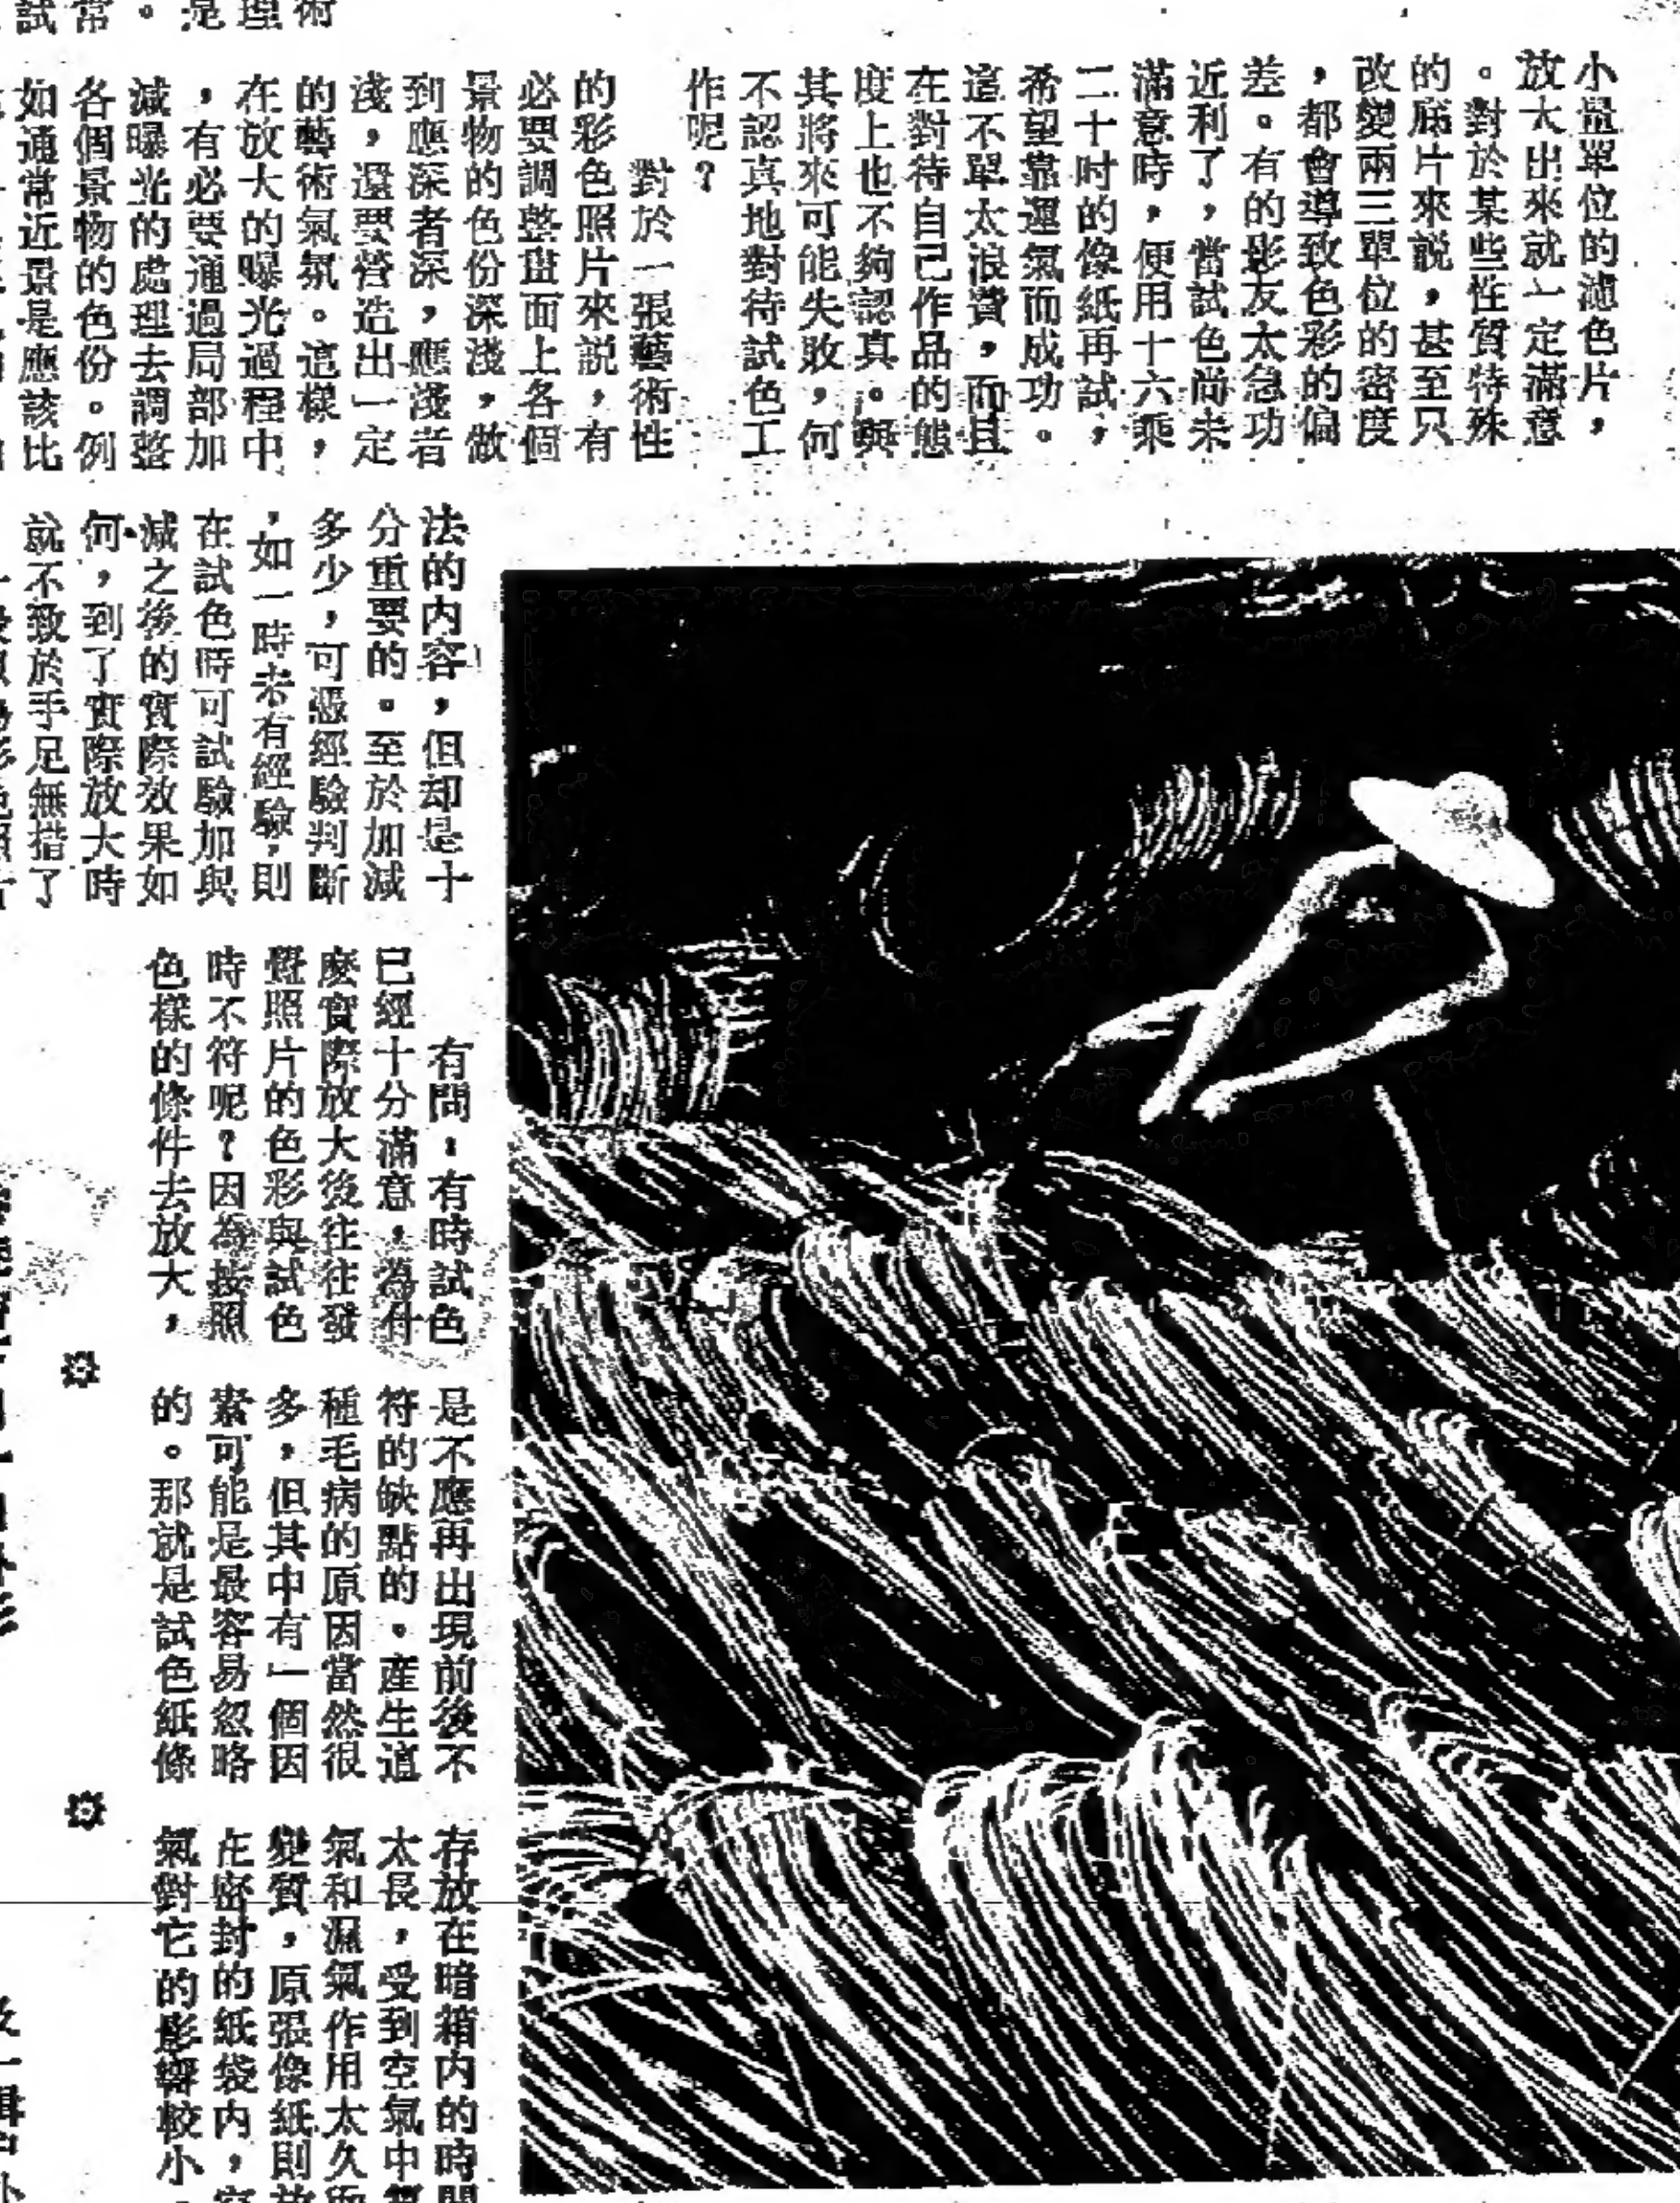 小量單位的濾色片，
放大出來就一定滿意
。對於某些性質特殊
的底片來説，甚至只
改變兩三單位的密度
，都會導致色彩的偏
差。有的影友太急功
近利了，當試色尚未
滿意時，便用十六乘
二十吋的像紙再試，
希望靠運氣而成功。
這不單太浪費，而且
在對待自己作品的態
度上也不夠認真。與
其將來可能失敗，何
不認真地對待試色工
作呢？
對於一張藝術性
的彩色照片來説，有
必要調整畫面上各個
景物的色份深淺，做
到應深者深，應淺者
淺，還要營造出一定
的藝術氣氛。這樣，
在放大的曝光過程中
，有必要通過局部加
減曝光的處理去調整
各個景物的色份。例
如通常近景是應該比
法的内容，但却是十
分重要的。至於加減
多少，可憑經驗判斷
，如一時未有經驗，則
在試色時可試驗加與
減之後的實際效果如
何，到了實際放大時
就不致於手足無措了
有問：有時試色
已經十分滿意，為什
麽實際放大後往往發
覺照片的色彩與試色
時不符呢？因為按照
色樣的條件去放大，
是不應再出現前後不
符的缺點的。産生這
種毛病的原因當然很
多，但其中有一個因
素可能是最容易忽略
的。那就是試色紙條
存放在暗箱内的時間
太長，受到空氣中
氣和濕氣作用太久
變質，原張像紙則放
在密封的紙袋内，
氣對它的影響較小